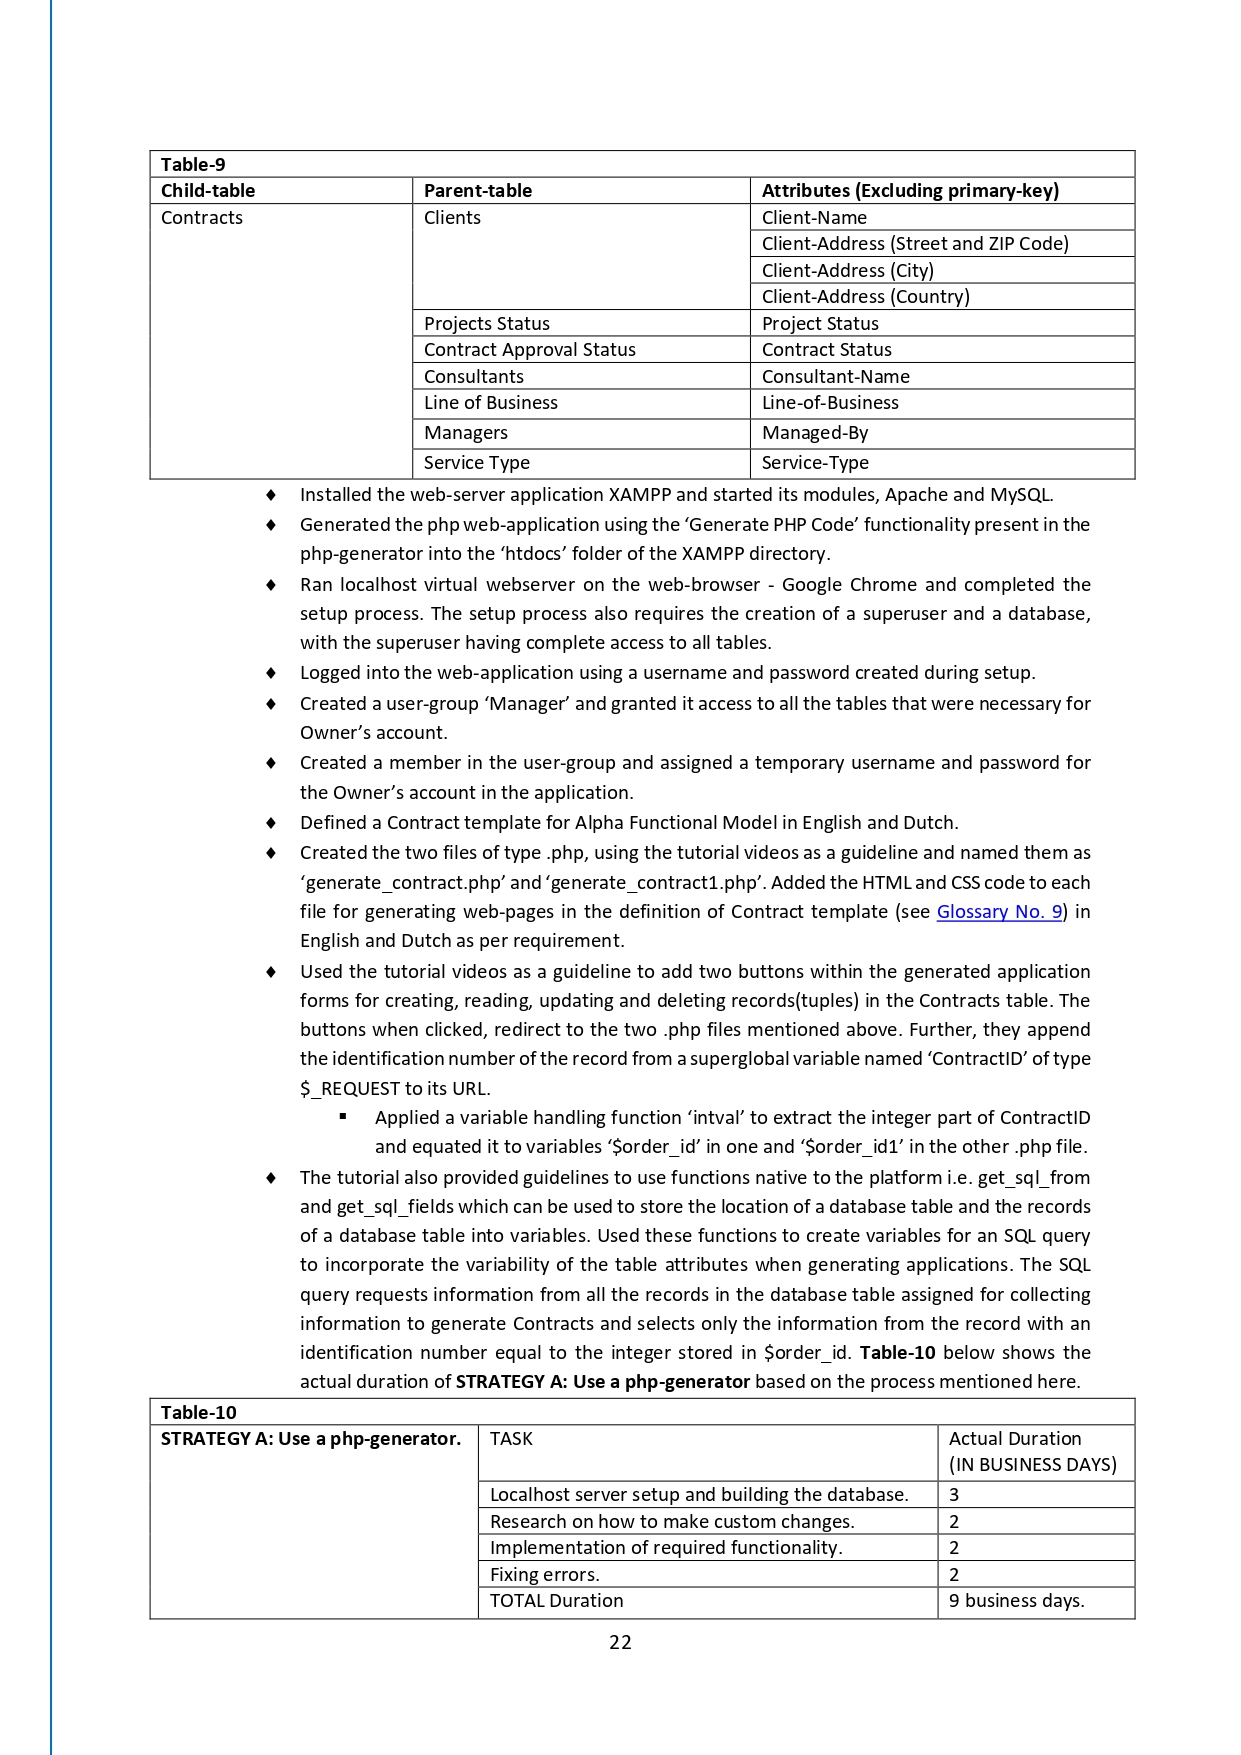 Table-9
Child-table Parent-table Attributes (Excluding primary-key)
Contracts Clients Client-Name
Client-Address (Street and ZIP Code)
Client-Address (City)
Client-Address (Country)
Projects Status Project Status
Contract Approval Status Contract Status
Consultants Consultant-Name
Line of Business Line-of-Business
Managers Managed-By
Service Type Service-Type
♦ Installed the web-server application XAMPP and started its modules, Apache and MySQL.
♦ Generated the php web-application using the ‘Generate PHP Code’ functionality present in the
php-generator into the ‘htdocs’ folder of the XAMPP directory.
♦ Ran localhost virtual webserver on the web-browser - Google Chrome and completed the
setup process. The setup process also requires the creation of a superuser and a database,
with the superuser having complete access to all tables.
♦ Logged into the web-application using a username and password created during setup.
♦ Created a user-group ‘Manager’ and granted it access to all the tables that were necessary for
Owner’s account.
♦ Created a member in the user-group and assigned a temporary username and password for
the Owner’s account in the application.
♦ Defined a Contract template for Alpha Functional Model in English and Dutch.
♦ Created the two files of type .php, using the tutorial videos as a guideline and named them as
‘generate_contract.php’ and ‘generate_contract1.php’. Added the HTML and CSS code to each
file for generating web-pages in the definition of Contract template (see Glossary No. 9) in
English and Dutch as per requirement.
♦ Used the tutorial videos as a guideline to add two buttons within the generated application
forms for creating, reading, updating and deleting records(tuples) in the Contracts table. The
buttons when clicked, redirect to the two .php files mentioned above. Further, they append
the identification number of the record from a superglobal variable named ‘ContractID’ of type
$_REQUEST to its URL.
▪ Applied a variable handling function ‘intval’ to extract the integer part of ContractID
and equated it to variables ‘$order_id’ in one and ‘$order_id1’ in the other .php file.
♦ The tutorial also provided guidelines to use functions native to the platform i.e. get_sql_from
and get_sql_fields which can be used to store the location of a database table and the records
of a database table into variables. Used these functions to create variables for an SQL query
to incorporate the variability of the table attributes when generating applications. The SQL
query requests information from all the records in the database table assigned for collecting
information to generate Contracts and selects only the information from the record with an
identification number equal to the integer stored in $order_id. Table-10 below shows the
actual duration of STRATEGY A: Use a php-generator based on the process mentioned here.
Table-10
STRATEGY A: Use a php-generator. TASK Actual Duration
(IN BUSINESS DAYS)
Localhost server setup and building the database. 3
Research on how to make custom changes. 2
Implementation of required functionality. 2
Fixing errors. 2
TOTAL Duration 9 business days.
22